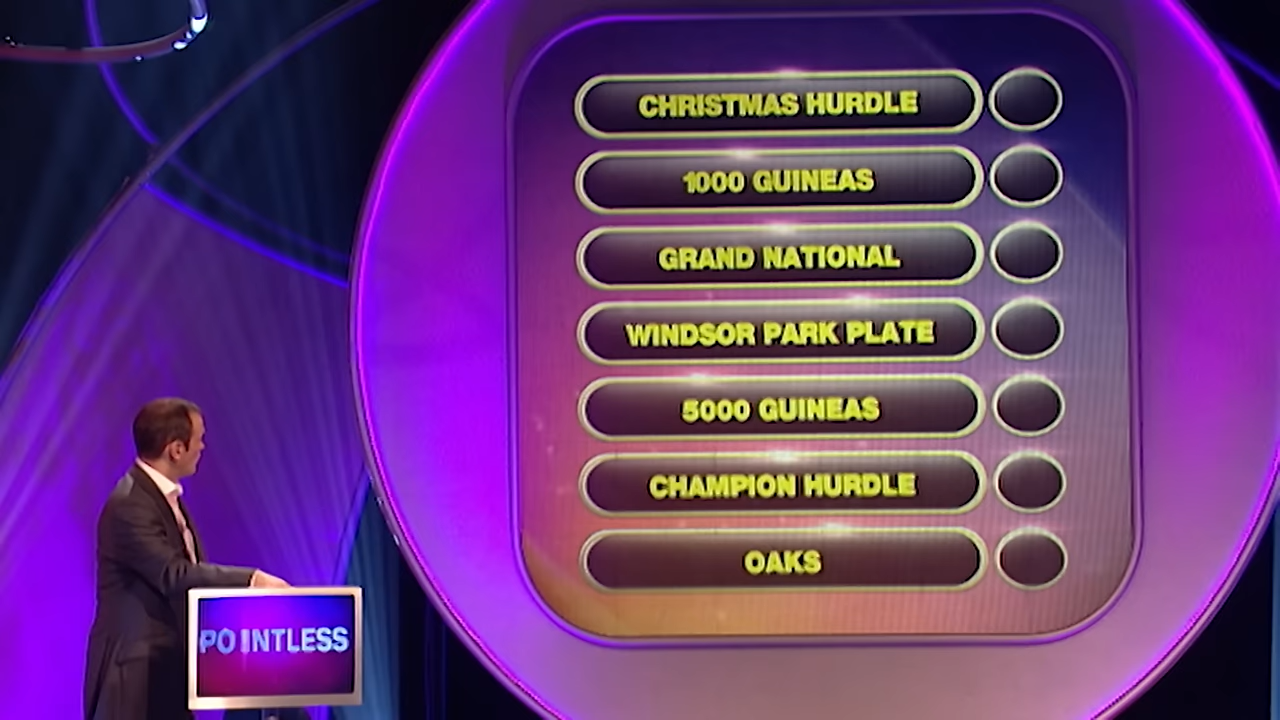 CHRISTMAS HURDLE
1000 GUINEAS
GRAND NATIONAL
WINDSOR PARK PLATE
5000 GUINEAS
CHAMPION HURDLE
OAKS
POINTLESS